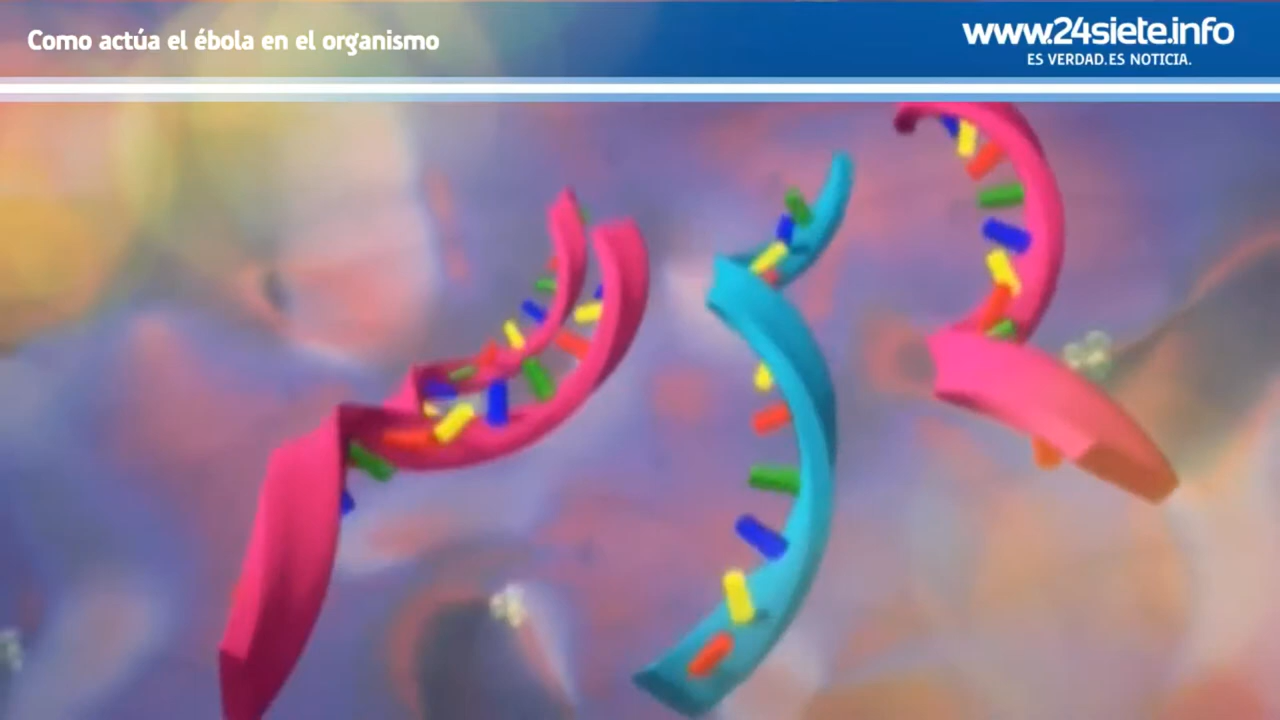 Como actúa el ébola en el organismo
www.24siete.info
ES VERDAD.ES NOTICIA.